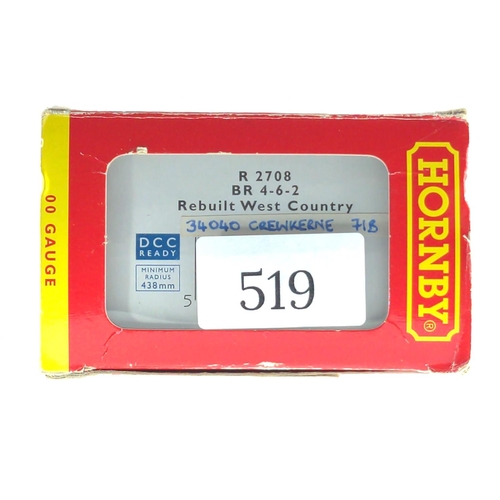 00 GAUGE
R 2708
BR 4-6-2
Rebuilt West Country
34040 CREWKERNE 71B
DCC
READY
MINIMUM
RADIUS
438mm
5
519
HORNBY®